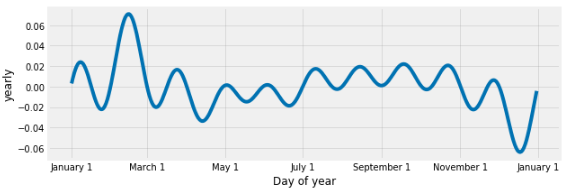 0.06
0.04
0.02
0.00
−0.02
−0.04
−0.06
yearly
January 1 March 1 May 1 July 1 September 1 November 1 January 1
Day of year